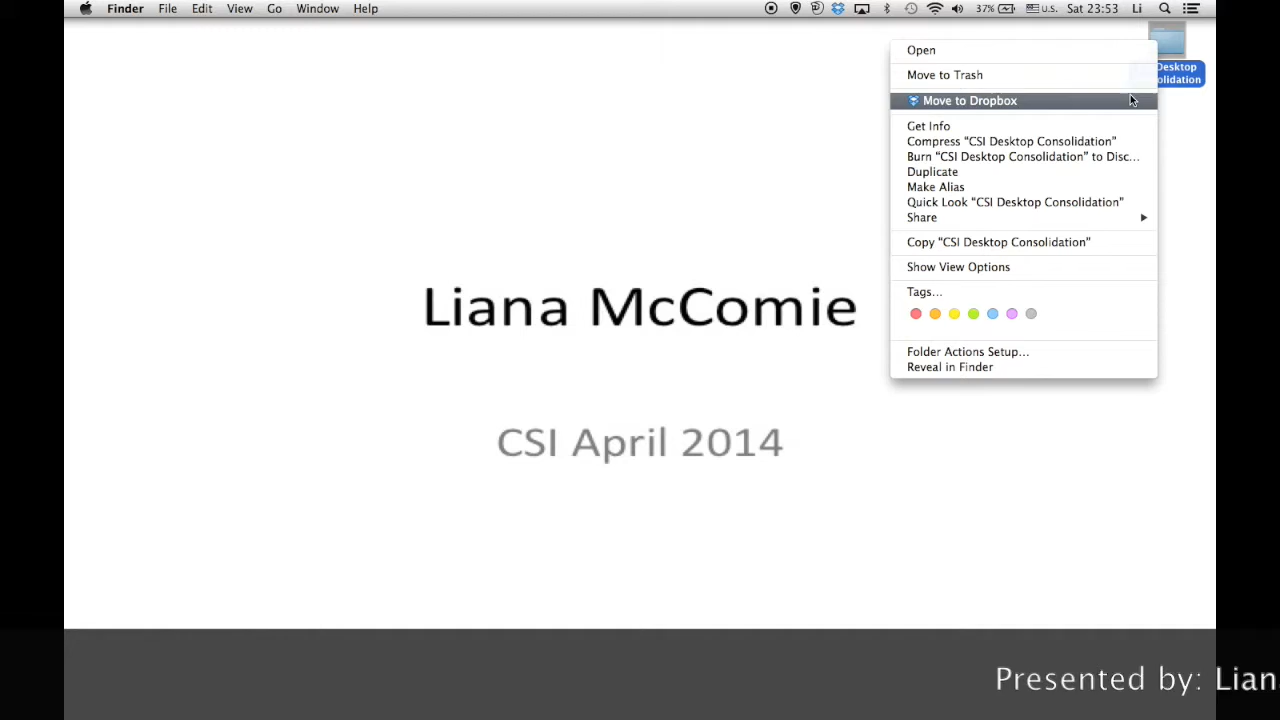 Finder File Edit View Go Window Help 37% U.S. Sat 23:53 Li
Desktop
olidation
Open
Move to Trash
Move to Dropbox
Get Info
Compress “CSI Desktop Consolidation”
Burn “CSI Desktop Consolidation” to Disc...
Duplicate
Make Alias
Quick Look “CSI Desktop Consolidation”
Share
Copy “CSI Desktop Consolidation”
Show View Options
Tags...
Folder Actions Setup...
Reveal in Finder
Liana McComie
CSI April 2014
Presented by: Lian